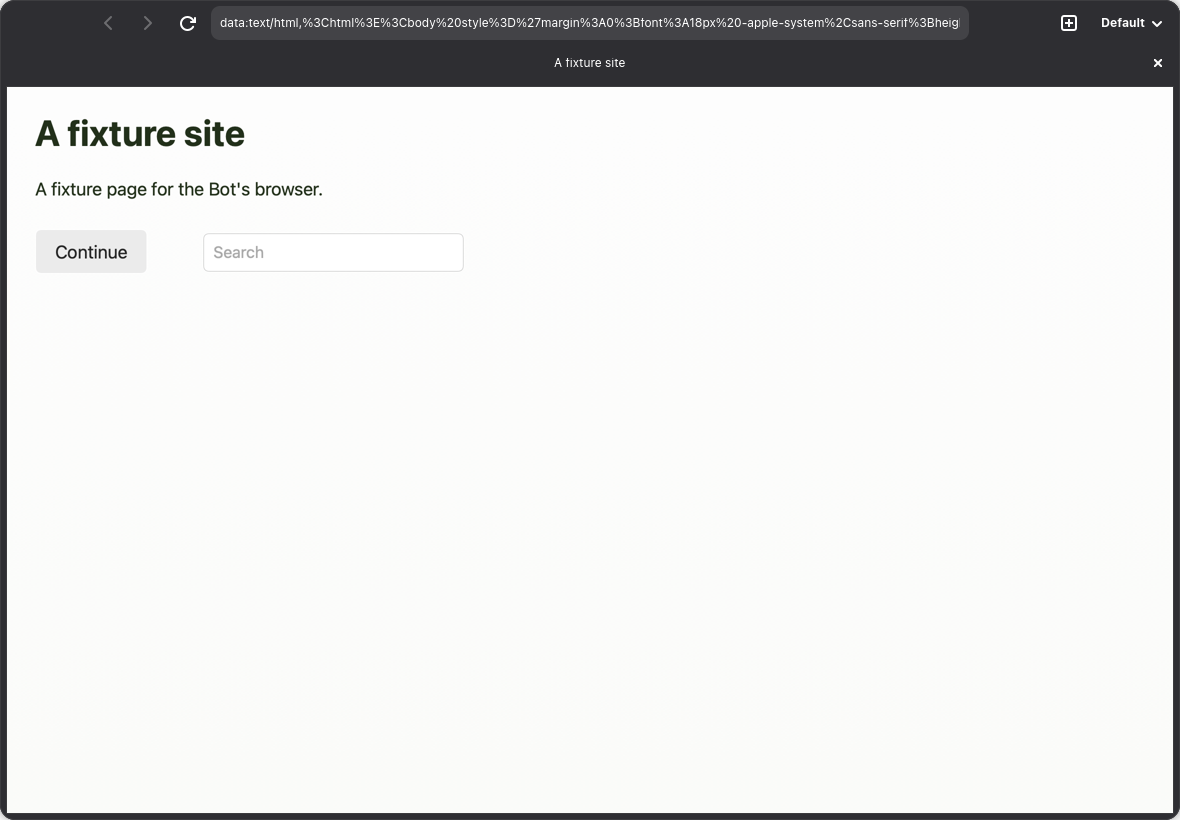 data:text/html,%3Chtml%3E%3Cbody%20style%3D%27margin%3A0%3Bfont%3A18px%20-apple-system%2Csans-serif%3Bheig
Default
A fixture site
A fixture site
A fixture page for the Bot's browser.
Continue
Search